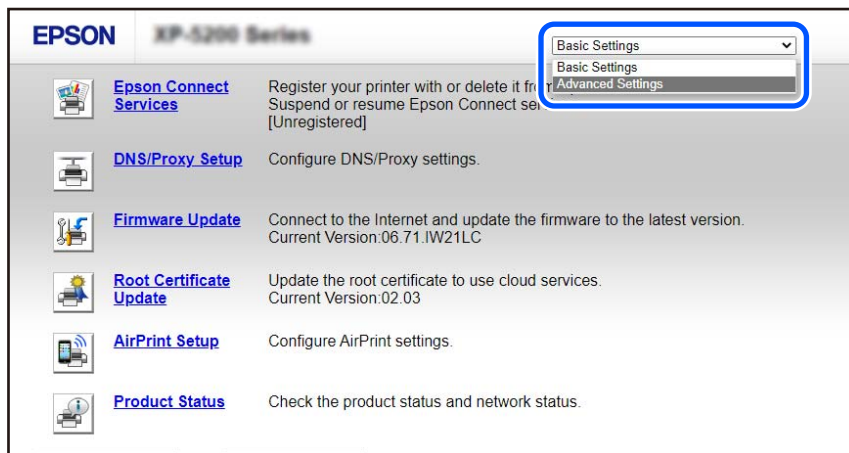 EPSON XP-5200 Series
Basic Settings
Basic Settings
Advanced Settings
Epson Connect Services
Register your printer with or delete it from
Suspend or resume Epson Connect
[Unregistered]
DNS/Proxy Setup
Configure DNS/Proxy settings.
Firmware Update
Connect to the Internet and update the firmware to the latest version.
Current Version:06.71.IW21LC
Root Certificate
Update
Update the root certificate to use cloud services.
Current Version:02.03
AirPrint Setup
Configure AirPrint settings.
Product Status
Check the product status and network status.